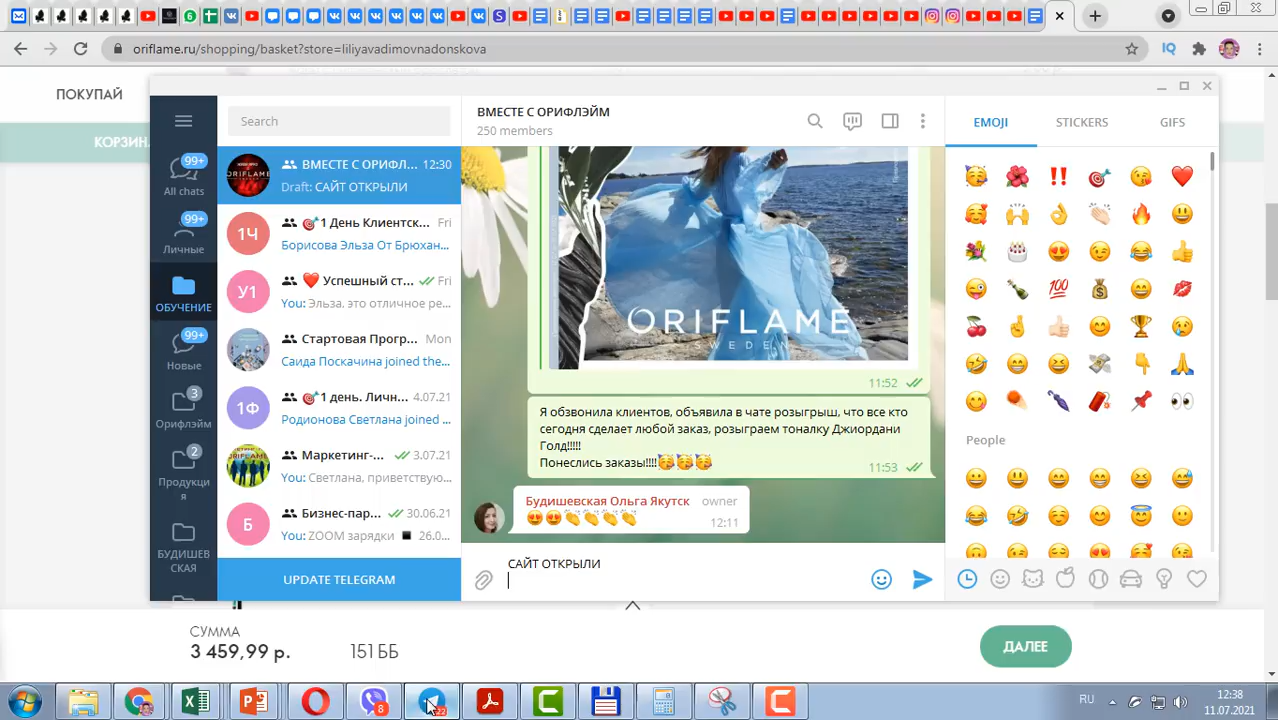 oriflame.ru/shopping/basket?store=liliyavadimovnadonskova
IQ
ПОКУПАЙ
КОРЗИН
Search
ВМЕСТЕ С ОРИФЛЭЙМ
250 members
EMOJI
STICKERS
GIFS
99+
All chats
99+
Личные
ОБУЧЕНИЕ
99+
Новые
3
Орифлэйм
2
Продукци
я
БУДИШЕВ
СКАЯ
ВМЕСТЕ С ОРИФЛ... 12:30
Draft: САЙТ ОТКРЫЛИ
1Ч
1 День Клиентск... Fri
Борисова Эльза От Брюхан...
У1
Успешный ст... Fri
You: Эльза. это отличное ре...
Стартовая Прогр... Mon
Саида Поскачина joined the...
1Ф
1 день. Личн... 4.07.21
Родионова Светлана joined ...
Маркетинг-... 3.07.21
You: Светлана, приветствую...
Б
Бизнес-пар... 30.06.21
You: ZOOM зарядки 26.0...
UPDATE TELEGRAM
ORIFLAME
SWEDEN
11:52
Я обзвонила клиентов, объявила в чате розыгрыш, что все кто
сегодня сделает любой заказ, розыграем тоналку Джиордани
Голд!!!!!
Понеслись заказы!!!!
11:53
Будишевская Ольга Якутск owner
12:11
САЙТ ОТКРЫЛИ
People
СУММА
3 459,99 р.
151 ББ
ДАЛЕЕ
8
22
RU
12:38
11.07.2021